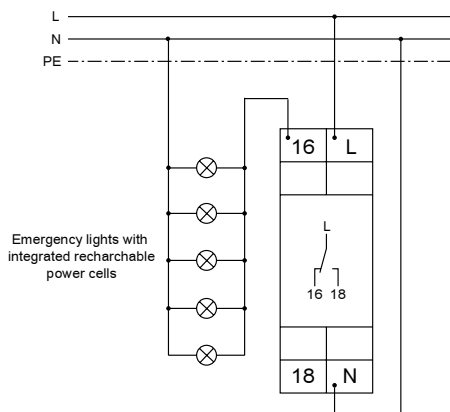 L
N
PE
16 L
L
16 18
Emergency lights with
integrated recharchable
power cells
18 N